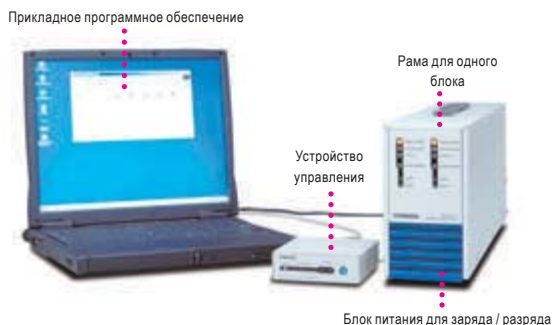 Прикладное программное обеспечение
Рама для одного
блока
Устройство
управления
Блок питания для заряда / разряда